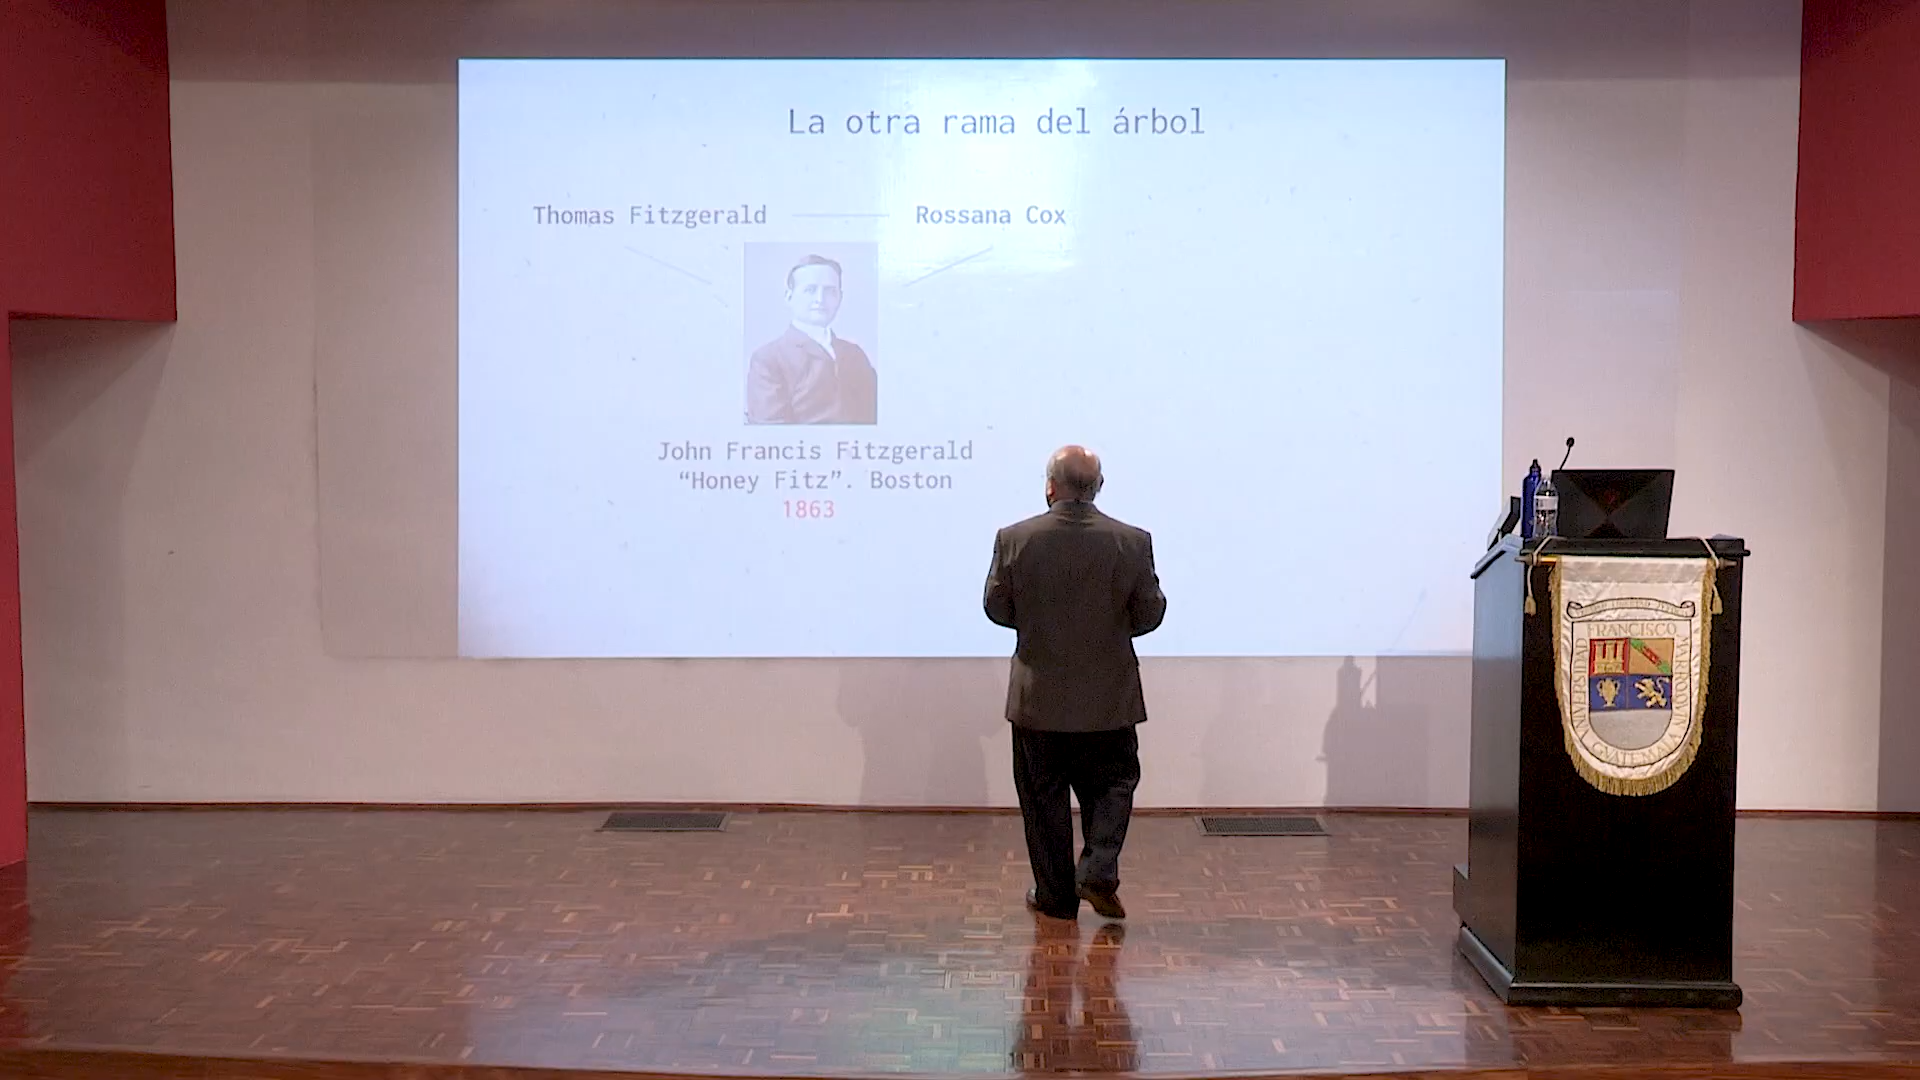 La otra rama del árbol
Thomas Fitzgerald
Rossana Cox
John Francis Fitzgerald
“Honey Fitz”. Boston
1863
UNIVERSIDAD FRANCISCO MARROQUIN
GVATEMALA